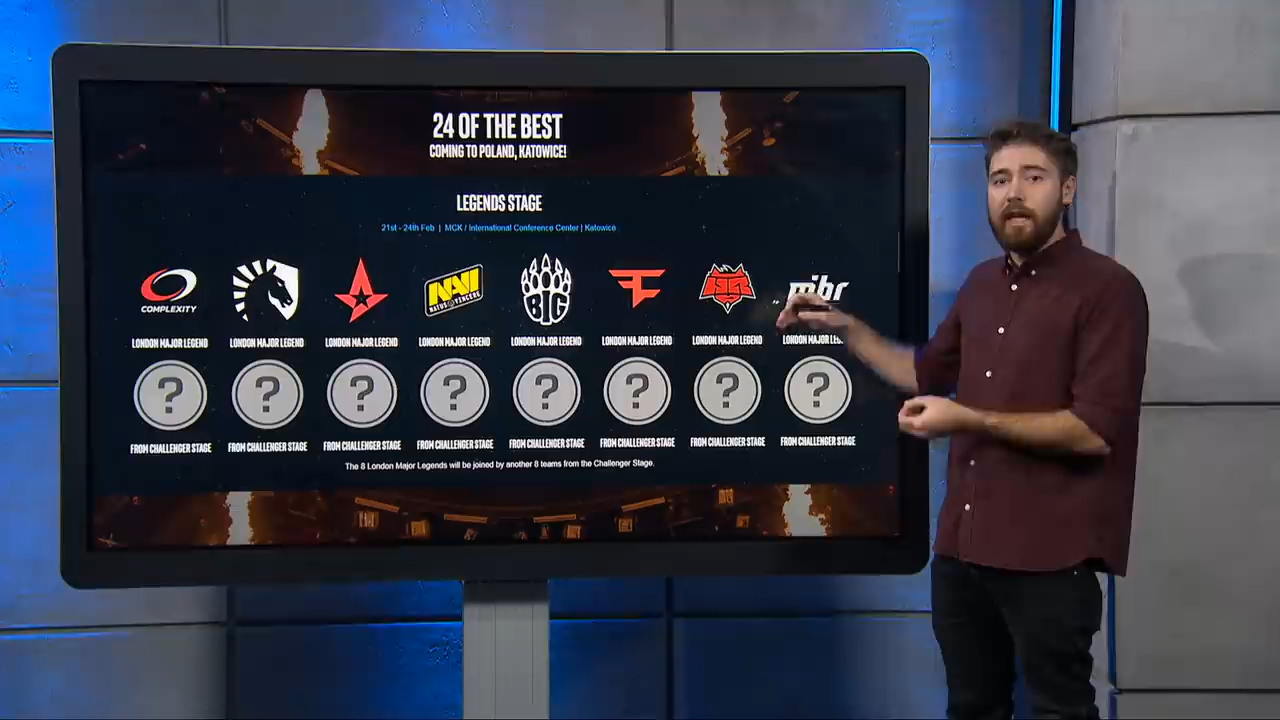 24 OF THE BEST
COMING TO POLAND, KATOWICE!
LEGENDS STAGE
21st - 24th Feb | MCK / International Conference Center | Katowice
COMPLEXITY NAVI NATUS VINCERE BIG mibr
LONDON MAJOR LEGEND LONDON MAJOR LEGEND LONDON MAJOR LEGEND LONDON MAJOR LEGEND LONDON MAJOR LEGEND LONDON MAJOR LEGEND LONDON MAJOR LEGEND LONDON MAJOR
? ? ? ? ? ? ? ?
FROM CHALLENGER STAGE FROM CHALLENGER STAGE FROM CHALLENGER STAGE FROM CHALLENGER STAGE FROM CHALLENGER STAGE FROM CHALLENGER STAGE FROM CHALLENGER STAGE FROM CHALLENGER STAGE
The 8 London Major Legends will be joined by another 8 teams from the Challenger Stage.